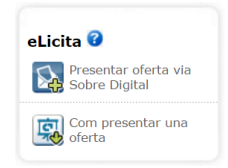 eLicita ?
Presentar oferta via
Sobre Digital
Com presentar una
oferta